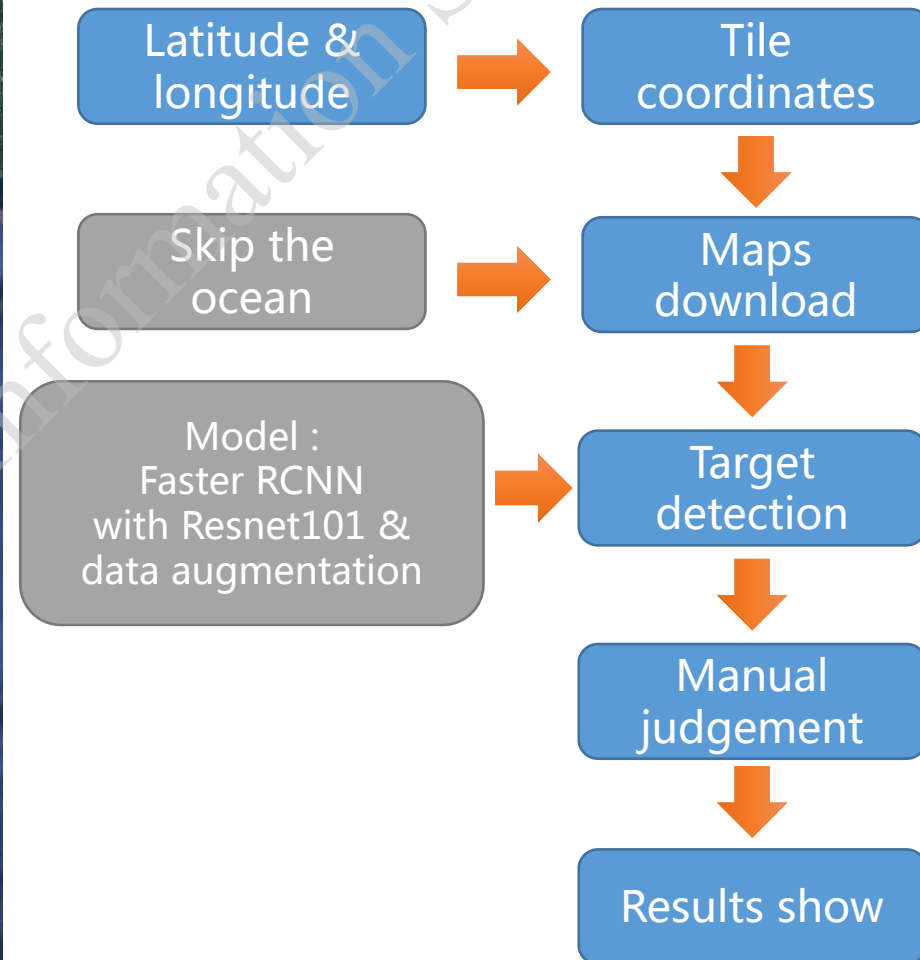 Latitude &
longitude
Tile
coordinates
Skip the
ocean
Maps
download
Model :
Faster RCNN
with Resnet101 &
data augmentation
Target
detection
Manual
judgement
Results show